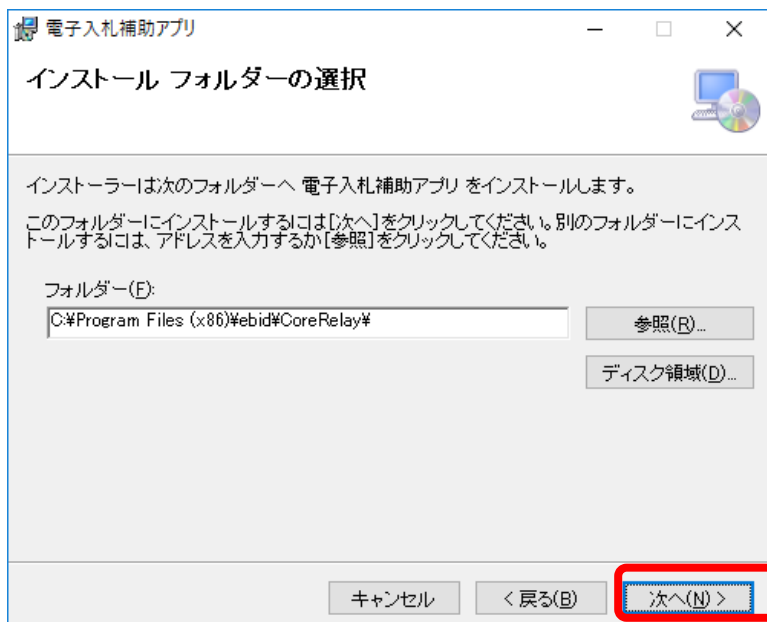 電子入札補助アプリ
インストール フォルダーの選択
インストーラーは次のフォルダーへ 電子入札補助アプリ をインストールします。
このフォルダーにインストールするには[次へ]をクリックしてください。別のフォルダーにインス
トールするには、アドレスを入力するか[参照]をクリックしてください。
フォルダー(F):
C:¥Program Files (x86)¥ebid¥CoreRelay¥
参照(R)...
ディスク領域(D)...
キャンセル
< 戻る(B)
次へ(N) >